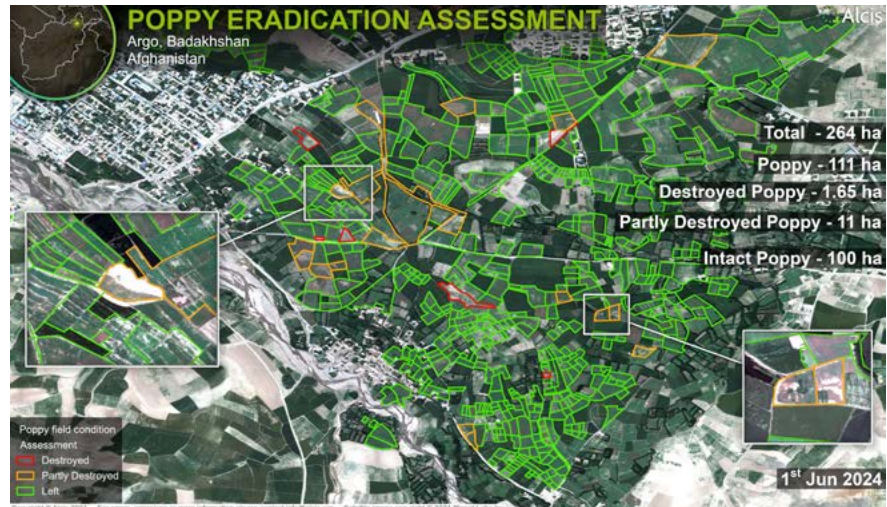 POPPY ERADICATION ASSESSMENT
Argo, Badakhshan
Afghanistan
Alcis
Total - 264 ha
Poppy - 111 ha
Destroyed Poppy - 1.65 ha
Partly Destroyed Poppy - 11 ha
Intact Poppy - 100 ha
Poppy field condition
Assessment
Destroyed
Partly Destroyed
Left
1st Jun 2024